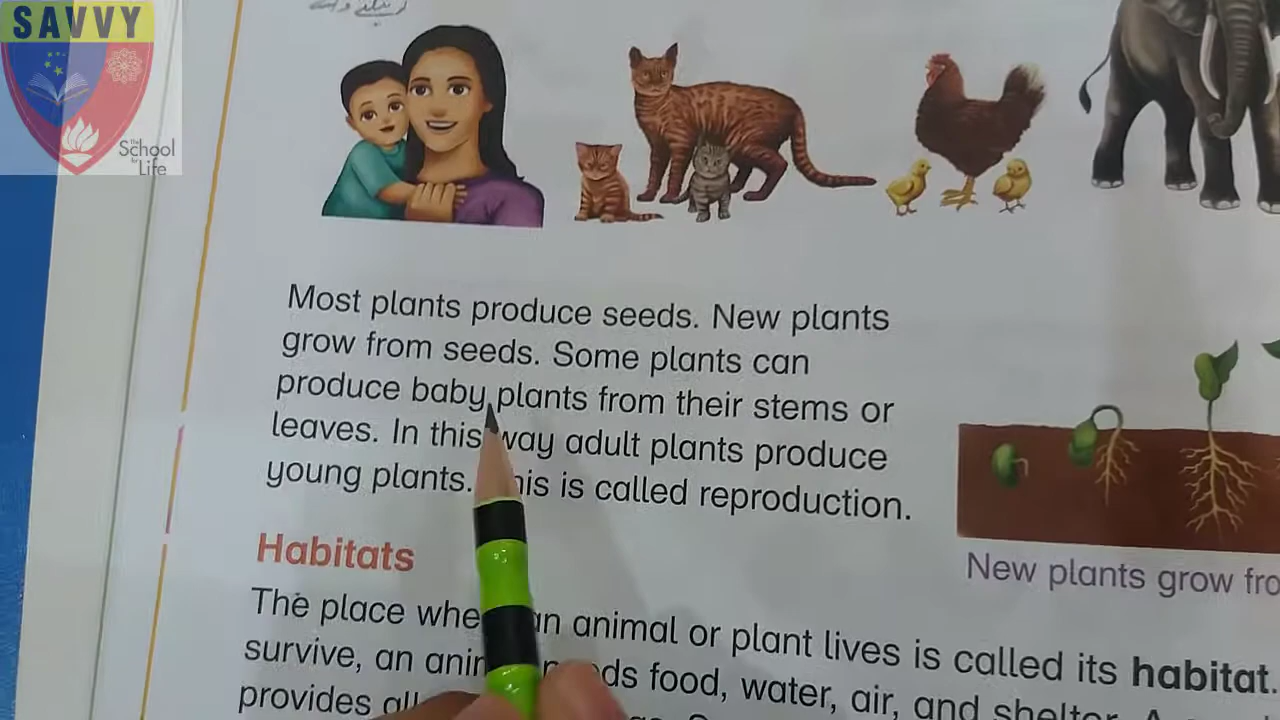 SAVVY
The School for Life
Most plants produce seeds. New plants
grow from seeds. Some plants can
produce baby plants from their stems or
leaves. In this way adult plants produce
young plants. is is called reproduction.
New plants grow fro
Habitats
The place whe an animal or plant lives is called its habitat.
survive, an ds food, water, air, and shelter. A
provides all